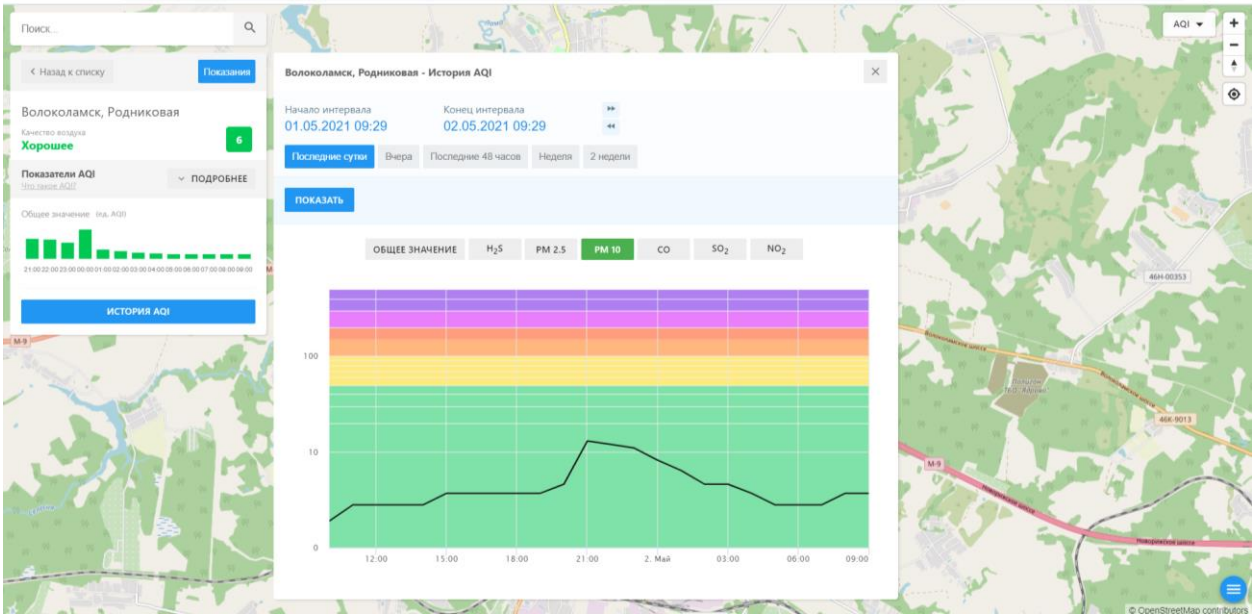 Поиск...
AQI
Назад к списку
Показания
Волоколамск, Родниковая
Качество воздуха
Хорошее
6
Показатели AQI
Что такое AQI?
ПОДРОБНЕЕ
Общее значение (ед. AQI)
21:00 22:00 23:00 00:00 01:00 02:00 03:00 04:00 05:00 06:00 07:00 08:00 09:00
ИСТОРИЯ AQI
Волоколамск, Родниковая - История AQI
Начало интервала
Конец интервала
01.05.2021 09:29
02.05.2021 09:29
Последние сутки
Вчера
Последние 48 часов
Неделя
2 недели
ПОКАЗАТЬ
ОБЩЕЕ ЗНАЧЕНИЕ
H₂S
PM 2.5
PM 10
CO
SO₂
NO₂
100
10
0
12:00 15:00 18:00 21:00 2. Май 03:00 06:00 09:00
M-9
46Н-00353
Волоколамское шоссе
Волоколамское шоссе
46К-9013
M-9
Новорижское шоссе
Новорижское шоссе
© OpenStreetMap contributors